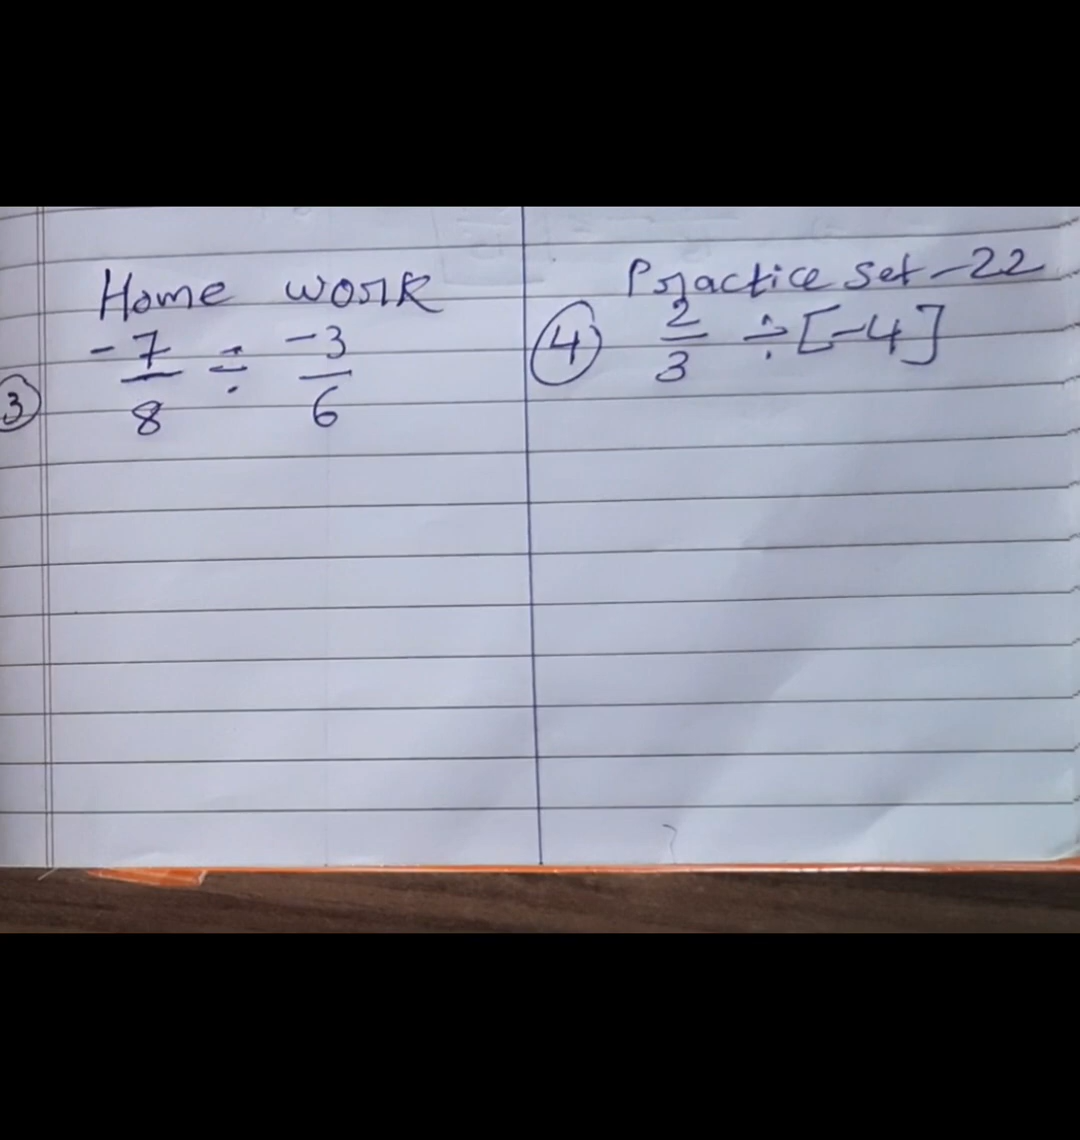 Home work
③ -7/8 ÷ -3/6
Practice set-22
④ 2/3 ÷ [-4]